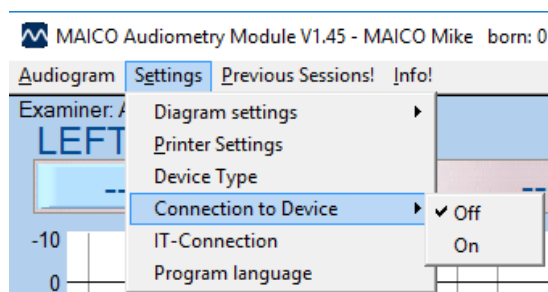 MAICO Audiometry Module V1.45 - MAICO Mike born: 0
Audiogram Settings Previous Sessions! Info!
Examiner: A
LEFT
Diagram settings
Printer Settings
Device Type
Connection to Device
Off
IT-Connection
On
Program language
--
--
-10
0